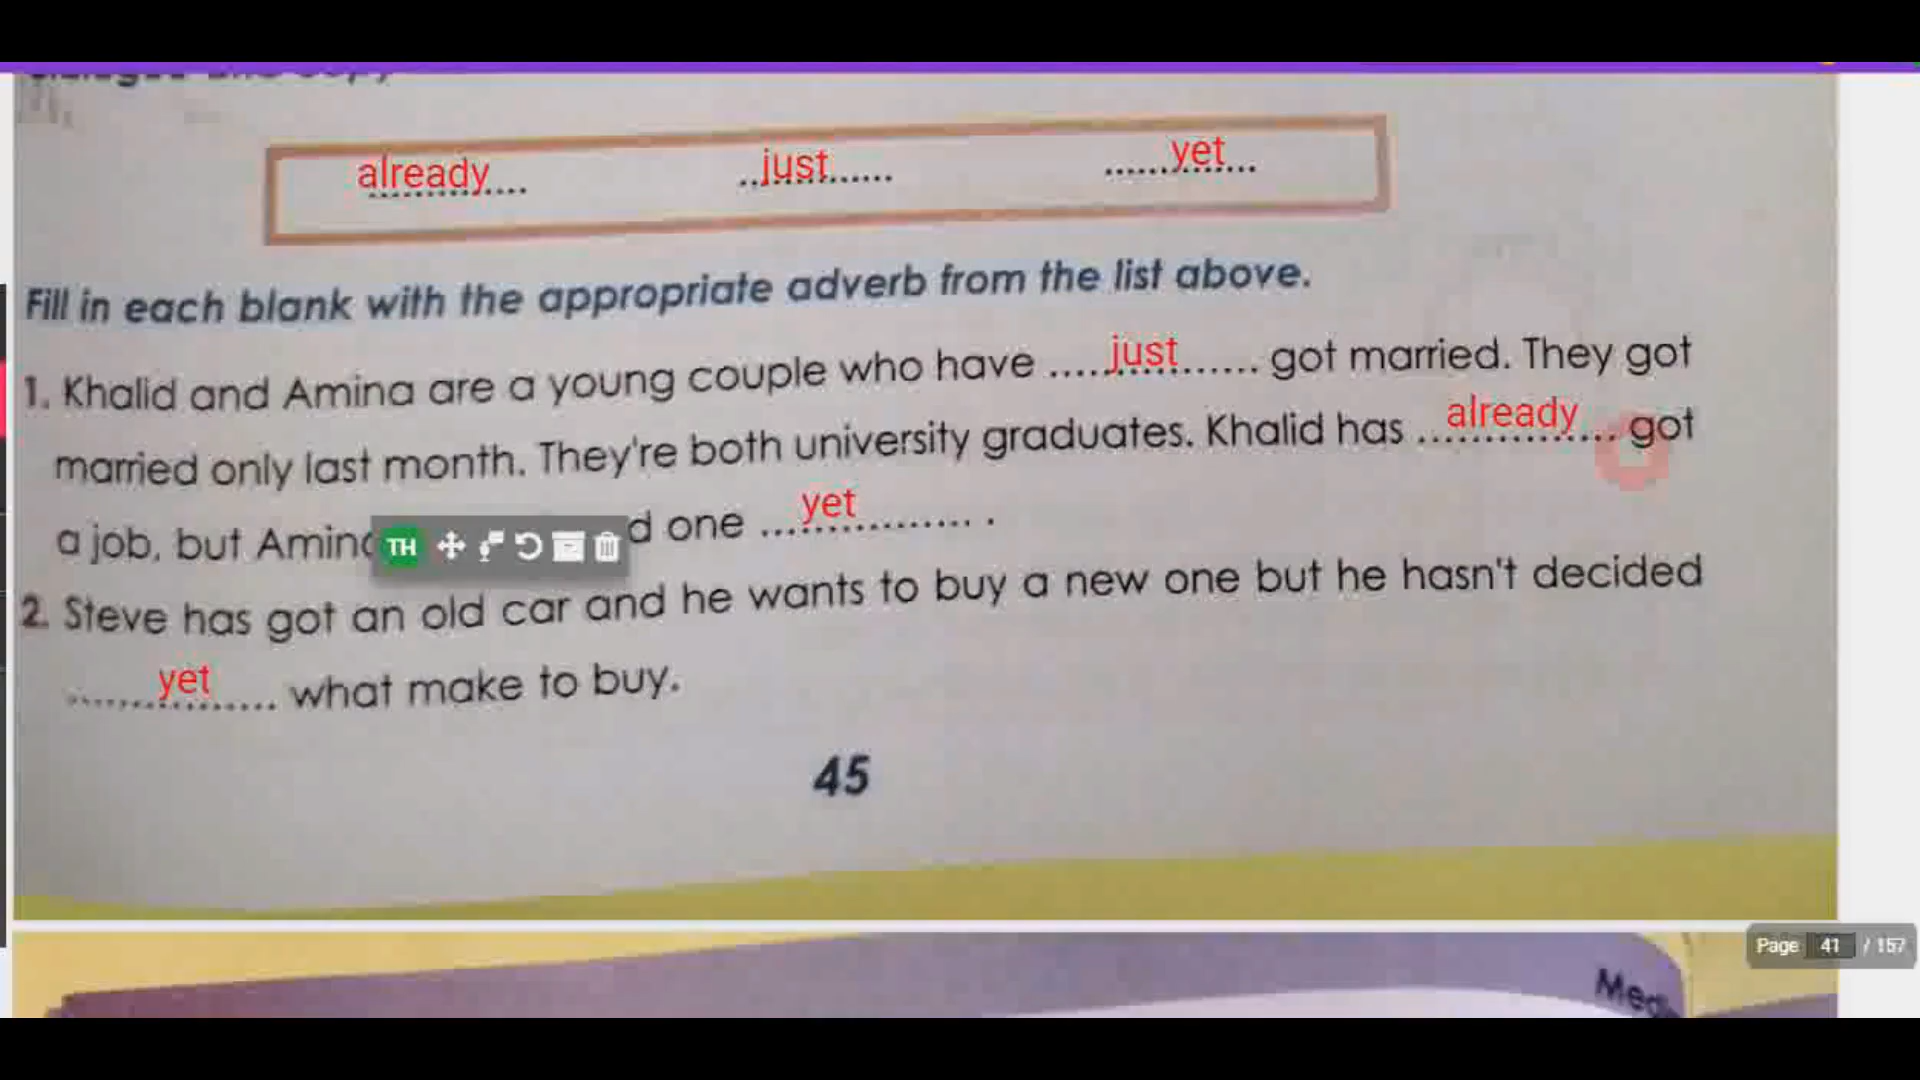 already just yet
Fill in each blank with the appropriate adverb from the list above.
1. Khalid and Amina are a young couple who have ....just...... got married. They got
married only last month. They're both university graduates. Khalid has ...already... got
a job, but Amin d one ...yet........ .
2. Steve has got an old car and he wants to buy a new one but he hasn't decided
......yet...... what make to buy.
45
TH
Page 41 / 157